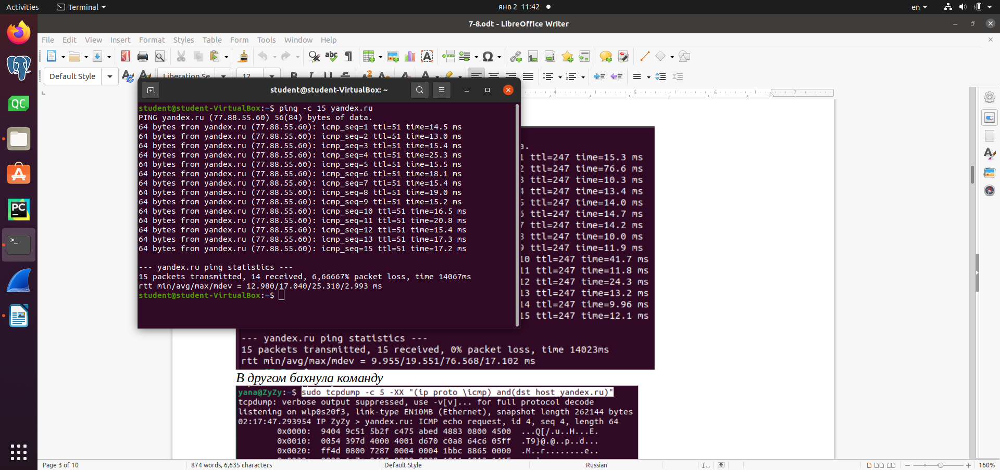 Activities
Terminal
янв 2 11:42
en
7-8.odt - LibreOffice Writer
File Edit View Insert Format Styles Table Form Tools Window Help
Default Style
Liberation Se
12
student@student-VirtualBox: ~
4 5 6 7
student@student-VirtualBox:~$ ping -c 15 yandex.ru
PING yandex.ru (77.88.55.60) 56(84) bytes of data.
64 bytes from yandex.ru (77.88.55.60): icmp_seq=1 ttl=51 time=14.5 ms
64 bytes from yandex.ru (77.88.55.60): icmp_seq=2 ttl=51 time=13.0 ms
64 bytes from yandex.ru (77.88.55.60): icmp_seq=3 ttl=51 time=15.4 ms
64 bytes from yandex.ru (77.88.55.60): icmp_seq=4 ttl=51 time=25.3 ms
64 bytes from yandex.ru (77.88.55.60): icmp_seq=5 ttl=51 time=15.5 ms
64 bytes from yandex.ru (77.88.55.60): icmp_seq=6 ttl=51 time=18.1 ms
64 bytes from yandex.ru (77.88.55.60): icmp_seq=7 ttl=51 time=15.4 ms
64 bytes from yandex.ru (77.88.55.60): icmp_seq=8 ttl=51 time=19.0 ms
64 bytes from yandex.ru (77.88.55.60): icmp_seq=9 ttl=51 time=15.2 ms
64 bytes from yandex.ru (77.88.55.60): icmp_seq=10 ttl=51 time=16.5 ms
64 bytes from yandex.ru (77.88.55.60): icmp_seq=11 ttl=51 time=20.8 ms
64 bytes from yandex.ru (77.88.55.60): icmp_seq=12 ttl=51 time=15.4 ms
64 bytes from yandex.ru (77.88.55.60): icmp_seq=13 ttl=51 time=17.3 ms
64 bytes from yandex.ru (77.88.55.60): icmp_seq=15 ttl=51 time=17.2 ms
--- yandex.ru ping statistics ---
15 packets transmitted, 14 received, 6,66667% packet loss, time 14067ms
rtt min/avg/max/mdev = 12.980/17.040/25.310/2.993 ms
student@student-VirtualBox:~$
a.
1 ttl=247 time=15.3 ms
2 ttl=247 time=76.6 ms
3 ttl=247 time=10.3 ms
4 ttl=247 time=13.4 ms
5 ttl=247 time=14.0 ms
6 ttl=247 time=14.7 ms
7 ttl=247 time=14.2 ms
8 ttl=247 time=10.0 ms
9 ttl=247 time=11.9 ms
10 ttl=247 time=41.7 ms
11 ttl=247 time=11.8 ms
12 ttl=247 time=24.3 ms
13 ttl=247 time=13.2 ms
14 ttl=247 time=9.96 ms
15 ttl=247 time=12.1 ms
--- yandex.ru ping statistics ---
15 packets transmitted, 15 received, 0% packet loss, time 14023ms
rtt min/avg/max/mdev = 9.955/19.551/76.568/17.102 ms
В другом бахнула команду
yana@ZyZy:~$ sudo tcpdump -c 5 -XX "(ip proto \icmp) and(dst host yandex.ru)"
tcpdump: verbose output suppressed, use -v[v]... for full protocol decode
listening on wlp0s20f3, link-type EN10MB (Ethernet), snapshot length 262144 bytes
02:17:47.293954 IP ZyZy > yandex.ru: ICMP echo request, id 4, seq 4, length 64
0x0000: 9404 9c51 5b2f c475 abed 4883 0800 4500 ...Q[/.u..H...E.
0x0010: 0054 397d 4000 4001 d670 c0a8 64c6 05ff .T9}@.@..p..d...
0x0020: ff4d 0800 7287 0004 0004 1bbc 8865 0000 .M..r........e..
Page 3 of 10
874 words, 6,635 characters
Default Style
Russian
160%